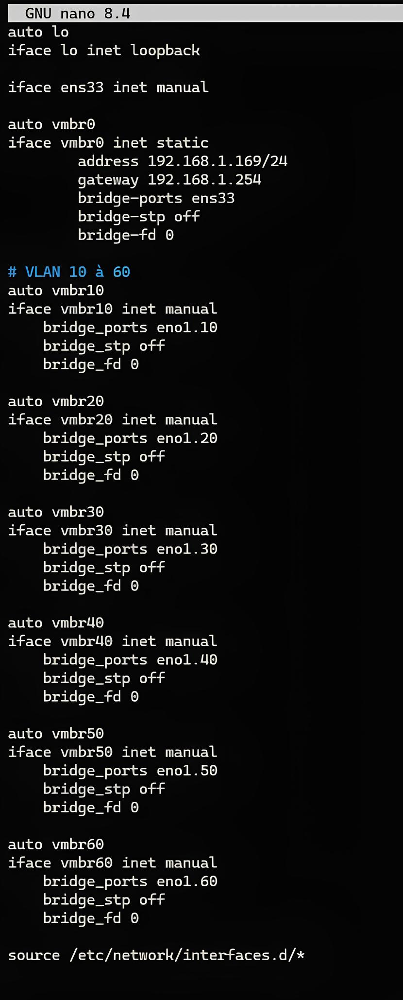 GNU nano 8.4
auto lo
iface lo inet loopback
iface ens33 inet manual
auto vmbr0
iface vmbr0 inet static
address 192.168.1.169/24
gateway 192.168.1.254
bridge-ports ens33
bridge-stp off
bridge-fd 0
# VLAN 10 à 60
auto vmbr10
iface vmbr10 inet manual
bridge_ports eno1.10
bridge_stp off
bridge_fd 0
auto vmbr20
iface vmbr20 inet manual
bridge_ports eno1.20
bridge_stp off
bridge_fd 0
auto vmbr30
iface vmbr30 inet manual
bridge_ports eno1.30
bridge_stp off
bridge_fd 0
auto vmbr40
iface vmbr40 inet manual
bridge_ports eno1.40
bridge_stp off
bridge_fd 0
auto vmbr50
iface vmbr50 inet manual
bridge_ports eno1.50
bridge_stp off
bridge_fd 0
auto vmbr60
iface vmbr60 inet manual
bridge_ports eno1.60
bridge_stp off
bridge_fd 0
source /etc/network/interfaces.d/*